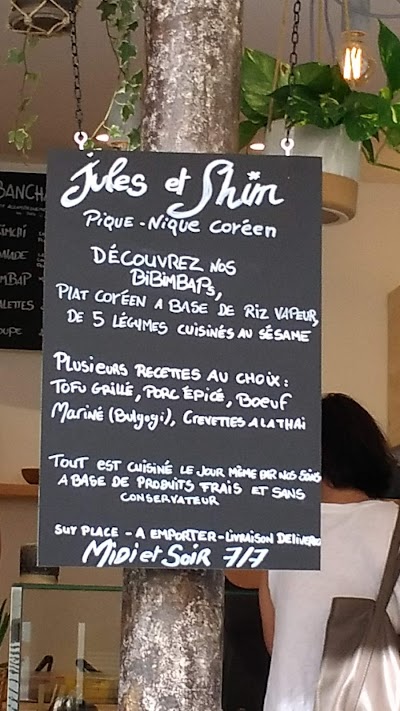 Jules et Shin
Pique-Nique coréen
Découvrez nos
BiBimBaps,
Plat coréen a base de riz vapeur,
de 5 légumes cuisinés au sésame
Plusieurs recettes au choix :
Tofu grillé, porc épicé, boeuf
mariné (Bulgogi), crevettes a la thai
Tout est cuisiné le jour même par nos soins
a base de produits frais et sans
conservateur
Sur place - a emporter - livraison Deliveroo
Midi et Soir 7/7
BANCH